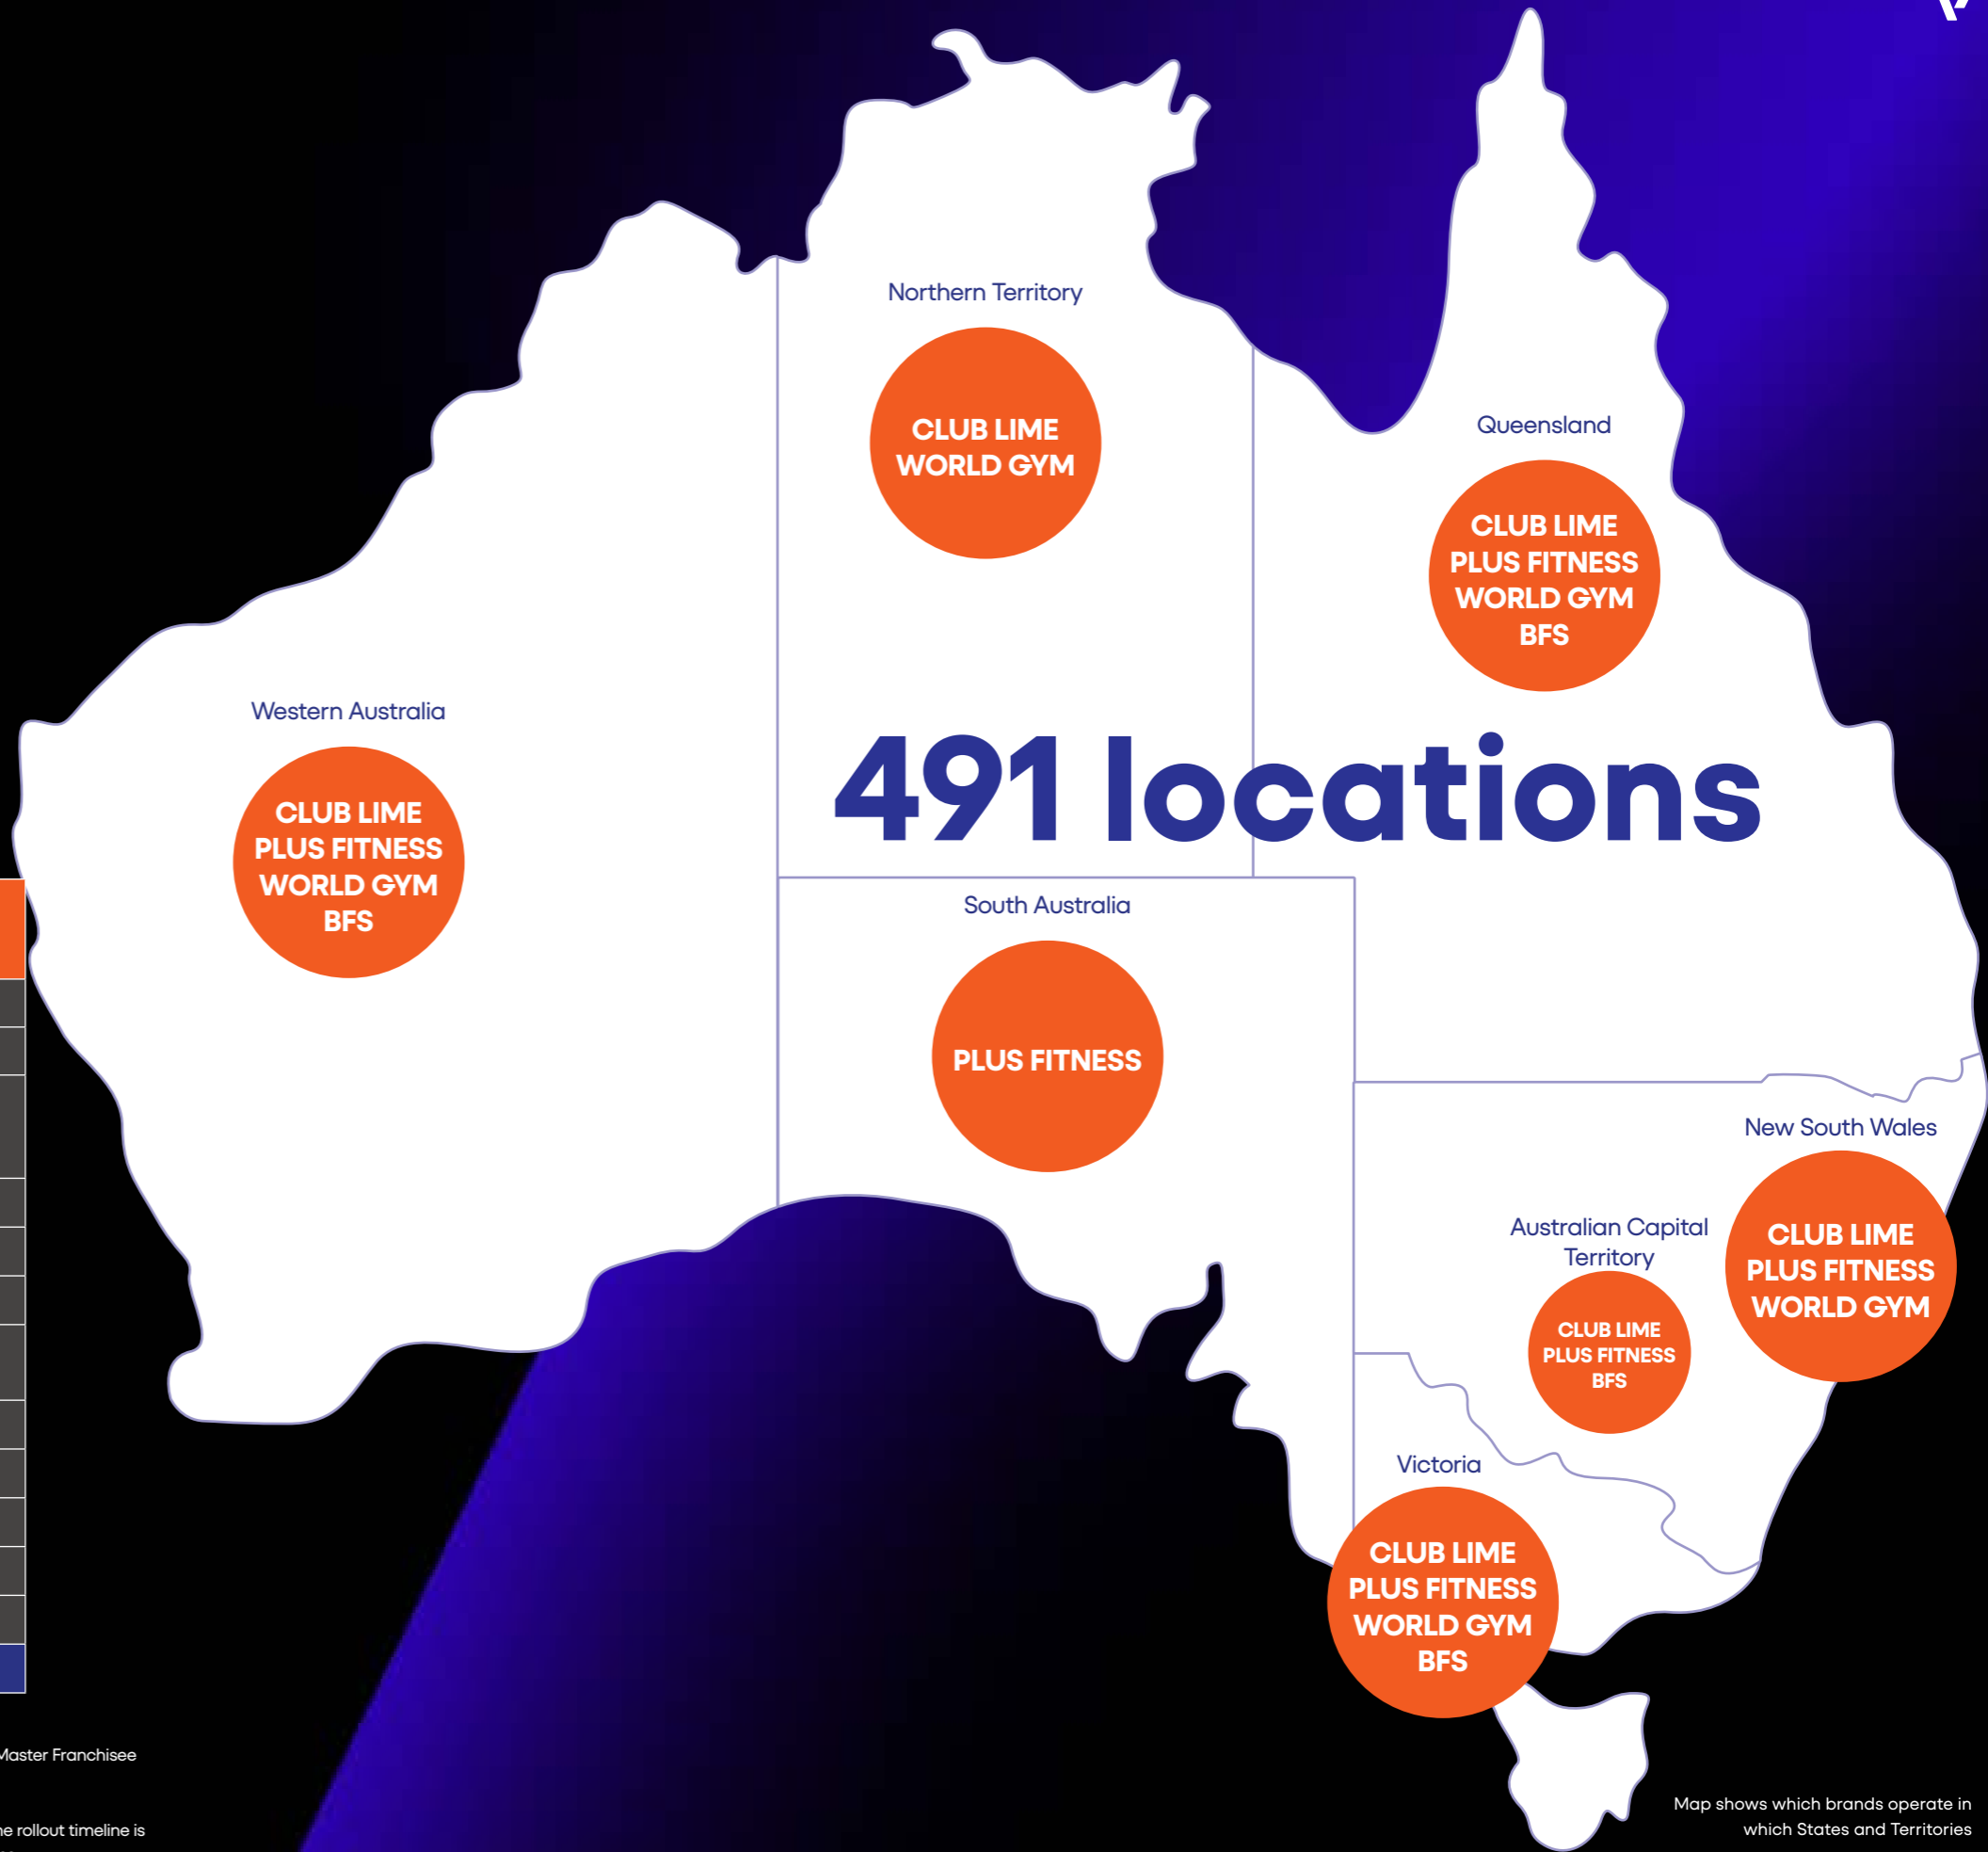 Northern Territory
CLUB LIME
WORLD GYM
Queensland
CLUB LIME
PLUS FITNESS
WORLD GYM
BFS
Western Australia
CLUB LIME
PLUS FITNESS
WORLD GYM
BFS
491 locations
South Australia
PLUS FITNESS
New South Wales
CLUB LIME
PLUS FITNESS
WORLD GYM
Australian Capital
Territory
CLUB LIME
PLUS FITNESS
BFS
Victoria
CLUB LIME
PLUS FITNESS
WORLD GYM
BFS
Master Franchisee
rollout timeline is
Map shows which brands operate in
which States and Territories